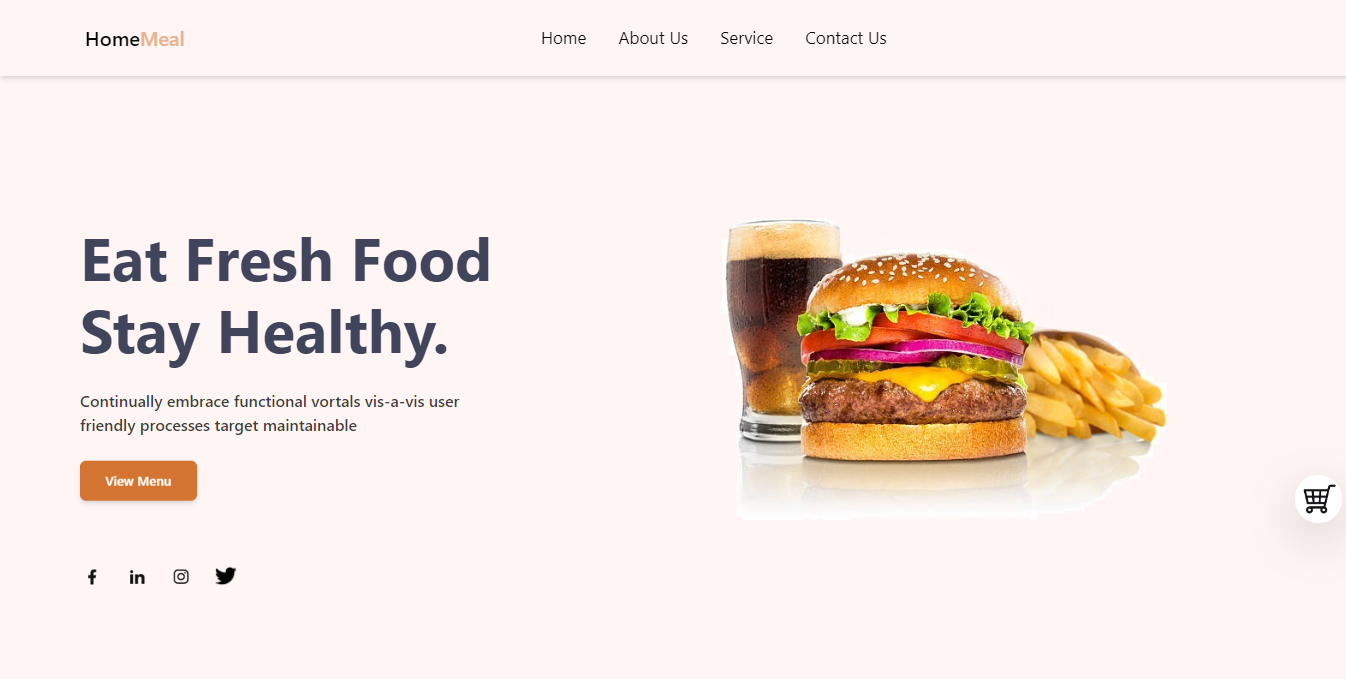 HomeMeal
Home About Us Service Contact Us
Eat Fresh Food
Stay Healthy.
Continually embrace functional vortals vis-a-vis user
friendly processes target maintainable
View Menu